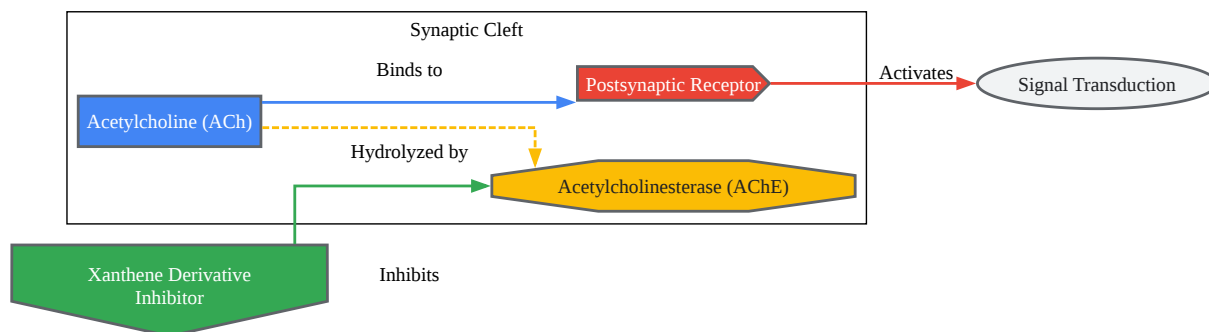 Synaptic Cleft
Binds to
Postsynaptic Receptor
Activates
Signal Transduction
Acetylcholine (ACh)
Hydrolyzed by
Acetylcholinesterase (AChE)
Xanthene Derivative
Inhibitor
Inhibits